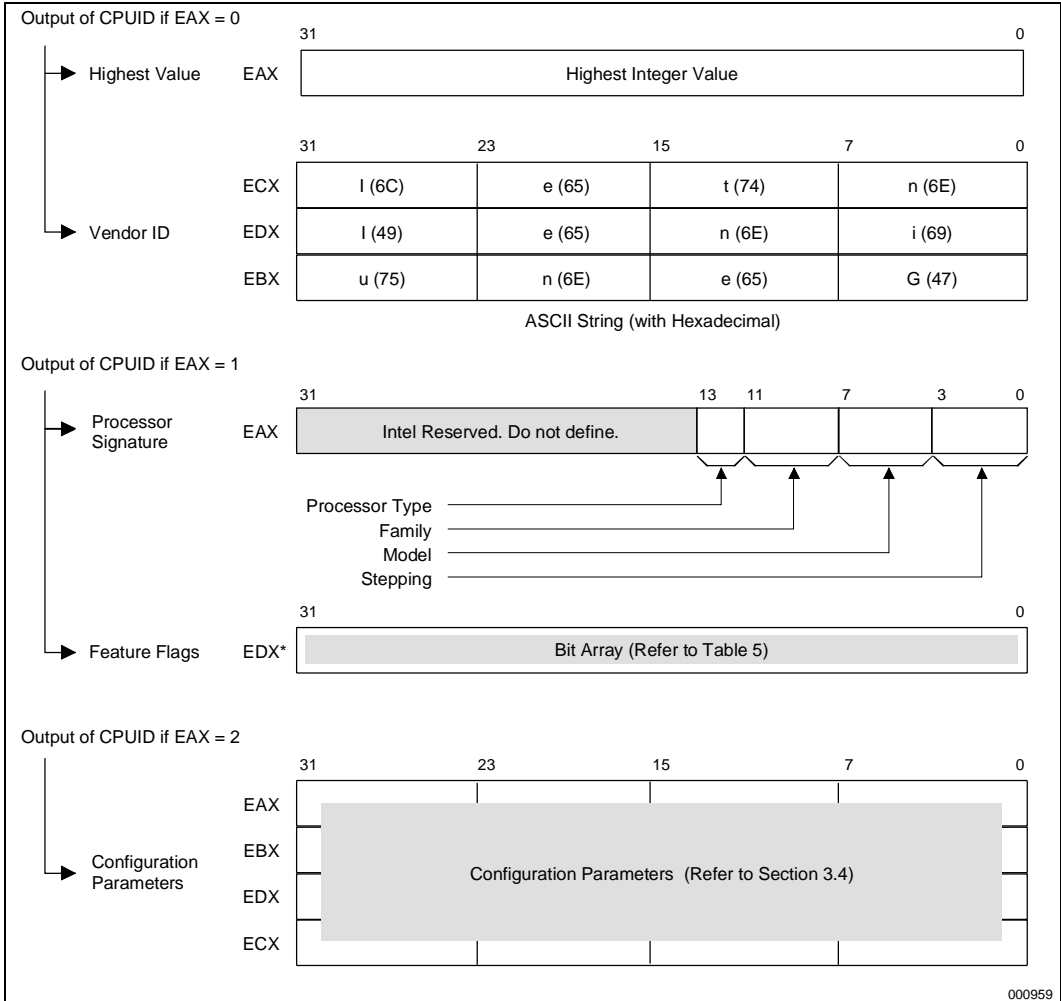 Output of CPUID if EAX = 0
31 0
Highest Value EAX Highest Integer Value
31 23 15 7 0
ECX l (6C) e (65) t (74) n (6E)
Vendor ID EDX I (49) e (65) n (6E) i (69)
EBX u (75) n (6E) e (65) G (47)
ASCII String (with Hexadecimal)
Output of CPUID if EAX = 1
31 13 11 7 3 0
Processor
Signature EAX Intel Reserved. Do not define.
Processor Type
Family
Model
Stepping
31 0
Feature Flags EDX* Bit Array (Refer to Table 5)
Output of CPUID if EAX = 2
31 23 15 7 0
EAX
EBX
Configuration
Parameters
Configuration Parameters (Refer to Section 3.4)
EDX
ECX
000959